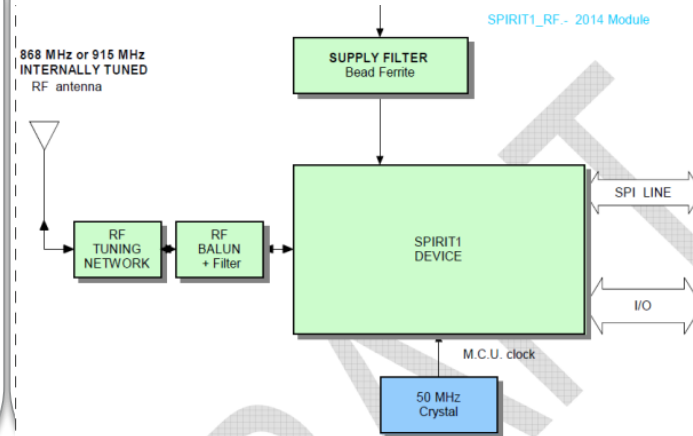 SPIRIT1_RF.- 2014 Module
868 MHz or 915 MHz
INTERNALLY TUNED
RF antenna
SUPPLY FILTER
Bead Ferrite
RF
TUNING
NETWORK
RF
BALUN
+ Filter
SPIRIT1
DEVICE
SPI LINE
I/O
M.C.U. clock
50 MHz
Crystal